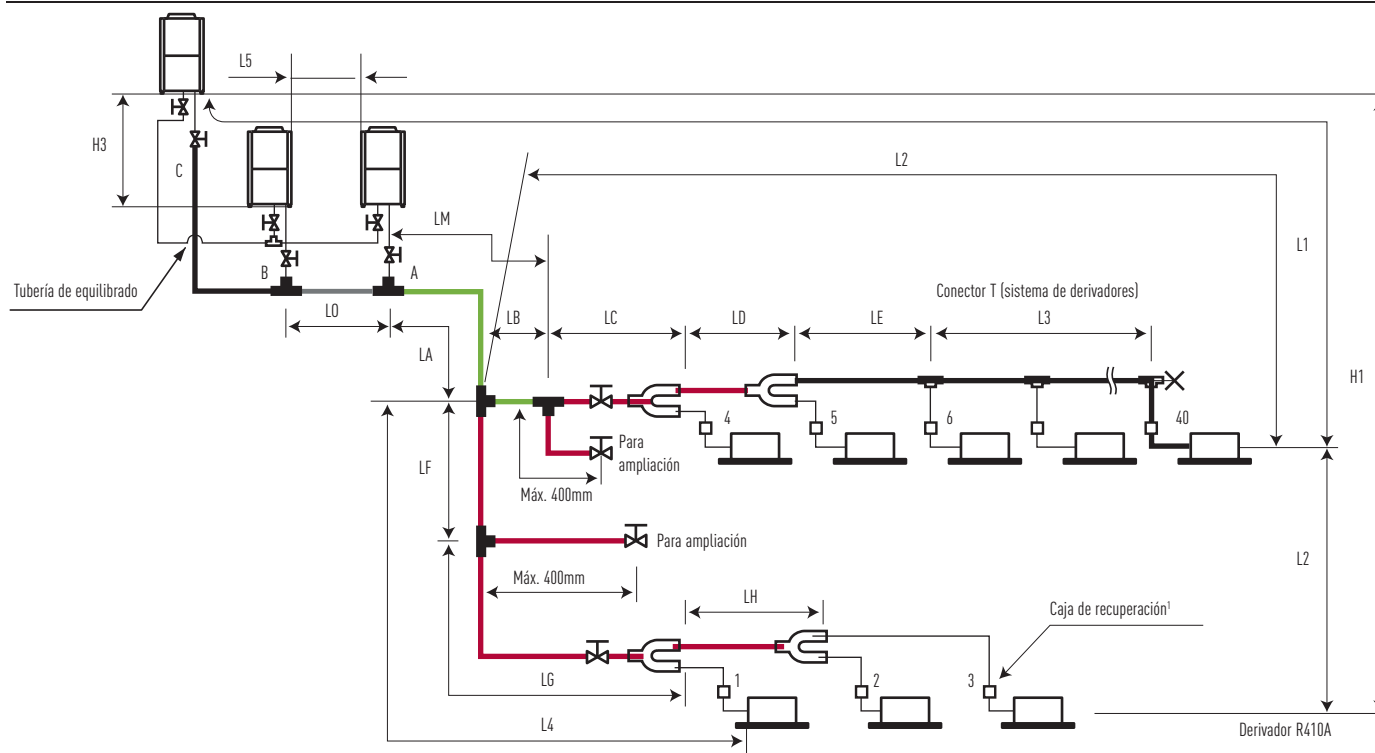 L5
H3
C
L2
LM
L1
B
A
Tubería de equilibrado
Conector T (sistema de derivadores)
LO
LB
LC
LD
LE
L3
LA
H1
4
5
6
40
Para
ampliación
LF
Máx. 400mm
Para ampliación
L2
Máx. 400mm
LH
Caja de recuperación¹
1
2
3
LG
L4
Derivador R410A